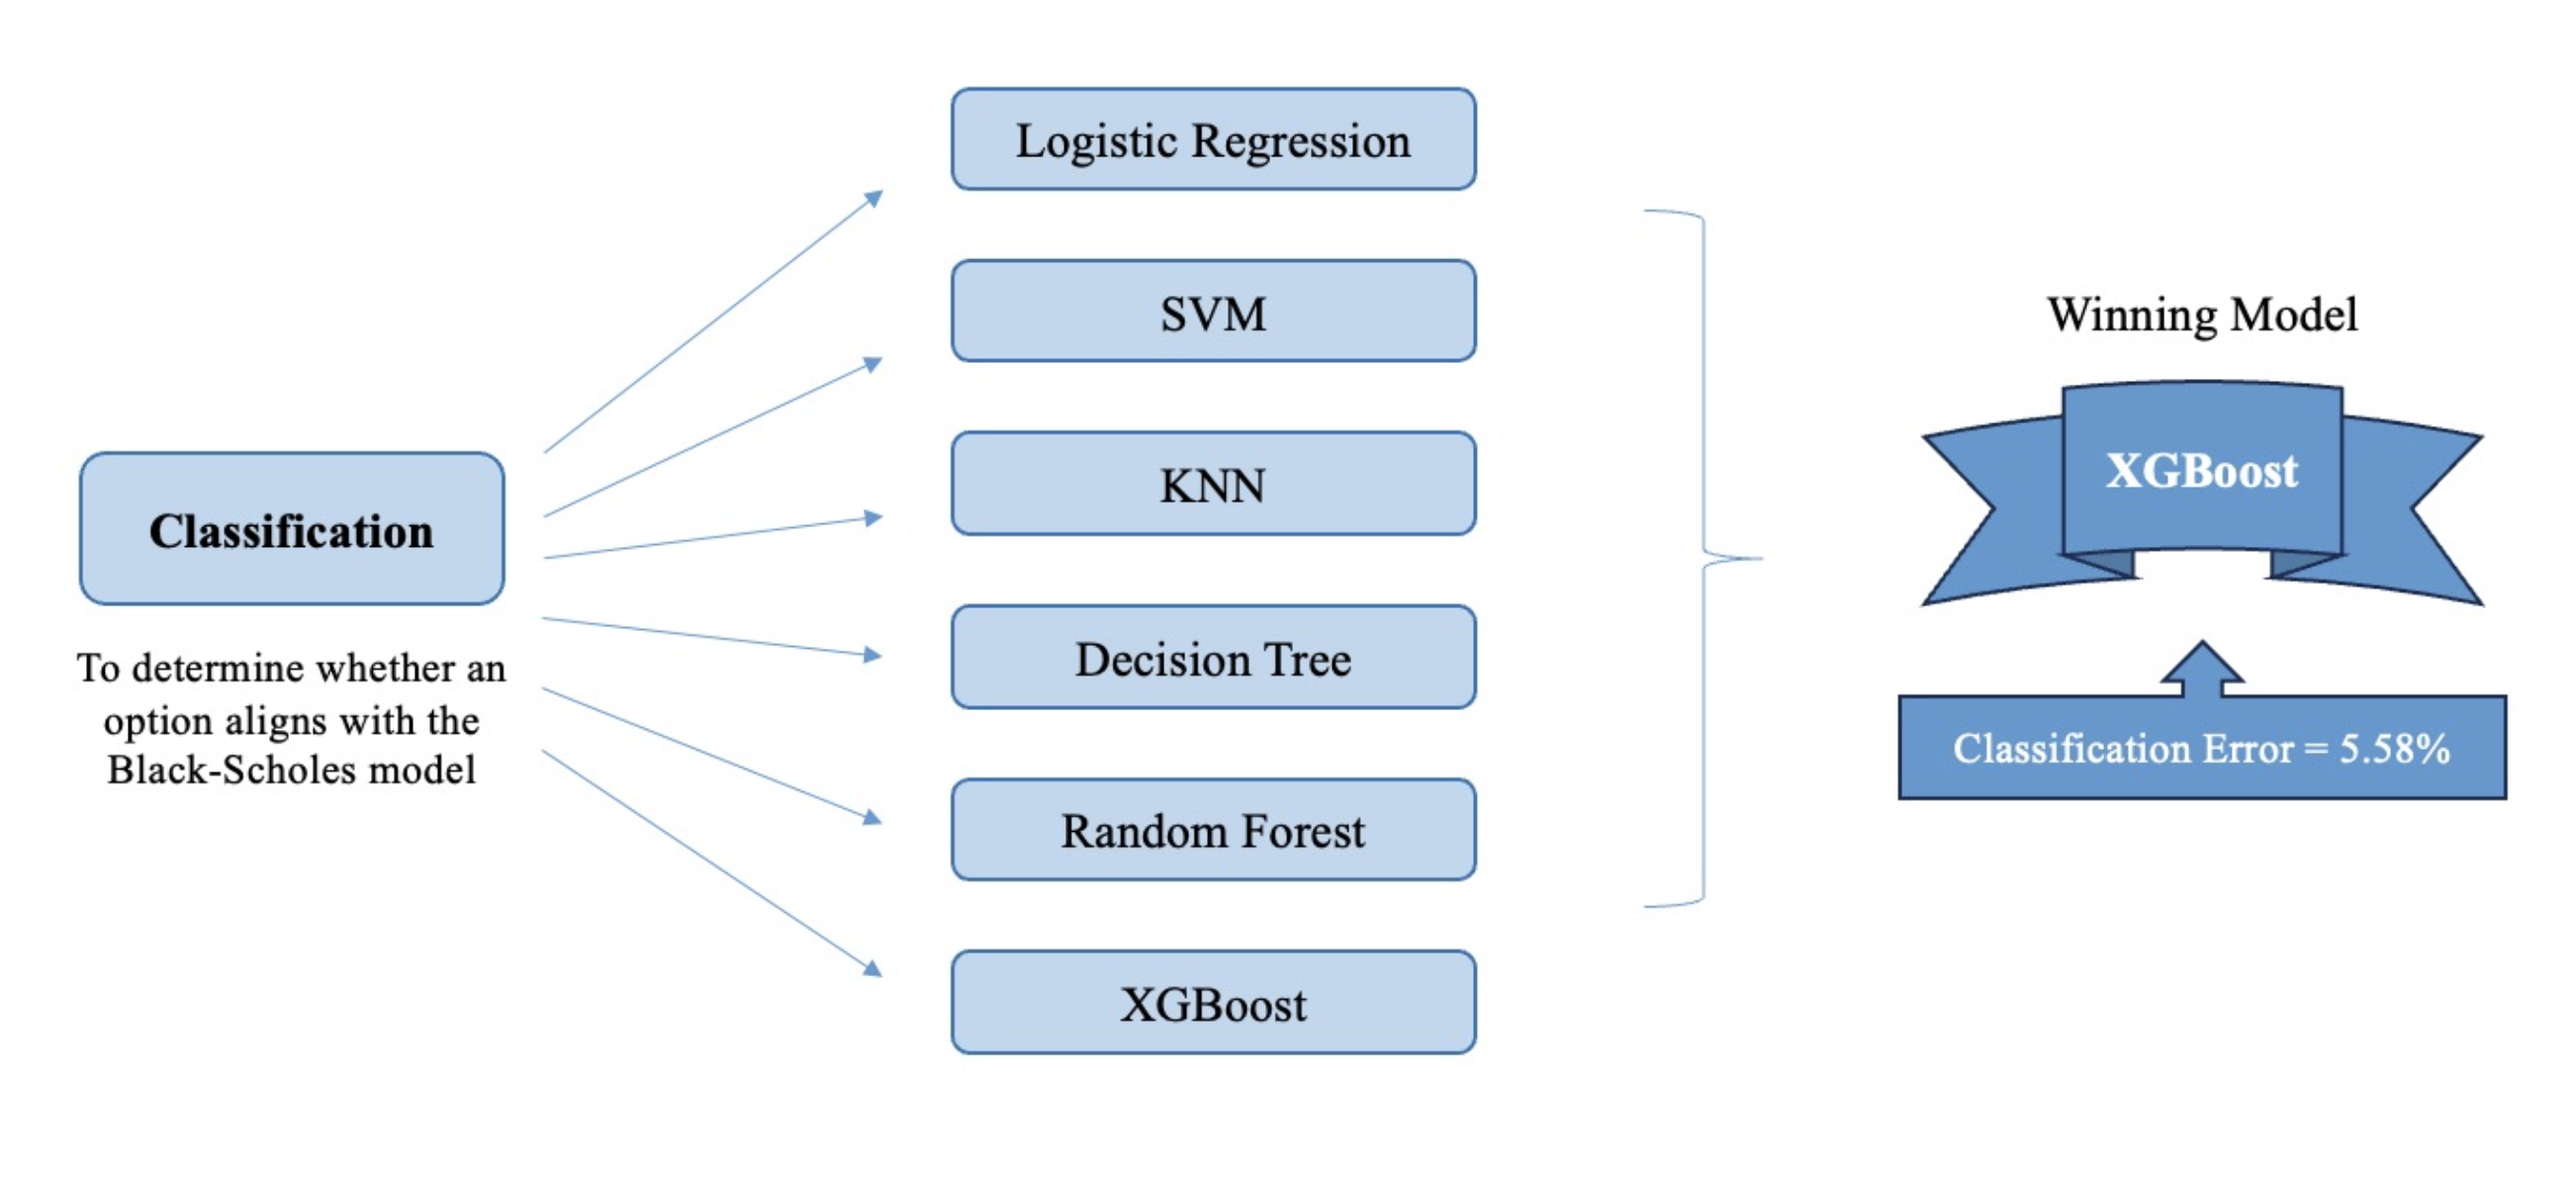 Classification
To determine whether an
option aligns with the
Black-Scholes model
Logistic Regression
SVM
KNN
Decision Tree
Random Forest
XGBoost
Winning Model
XGBoost
Classification Error = 5.58%